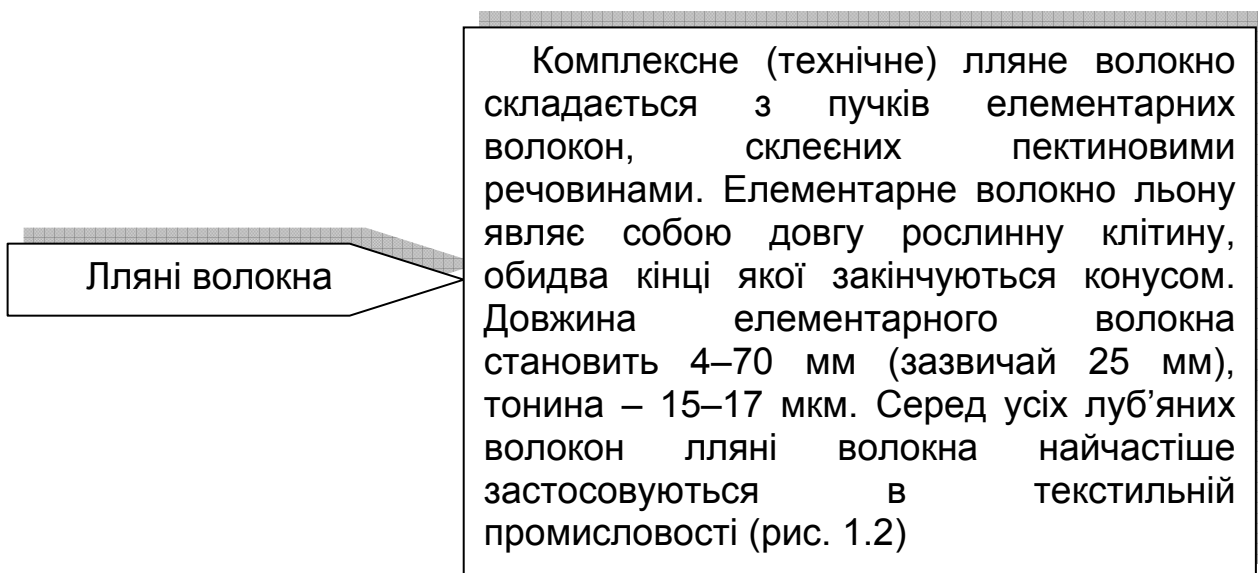 Лляні волокна
Комплексне (технічне) лляне волокно
складається з пучків елементарних
волокон, склеєних пектиновими
речовинами. Елементарне волокно льону
являє собою довгу рослинну клітину,
обидва кінці якої закінчуються конусом.
Довжина елементарного волокна
становить 4–70 мм (зазвичай 25 мм),
тонина – 15–17 мкм. Серед усіх луб’яних
волокон лляні волокна найчастіше
застосовуються в текстильній
промисловості (рис. 1.2)